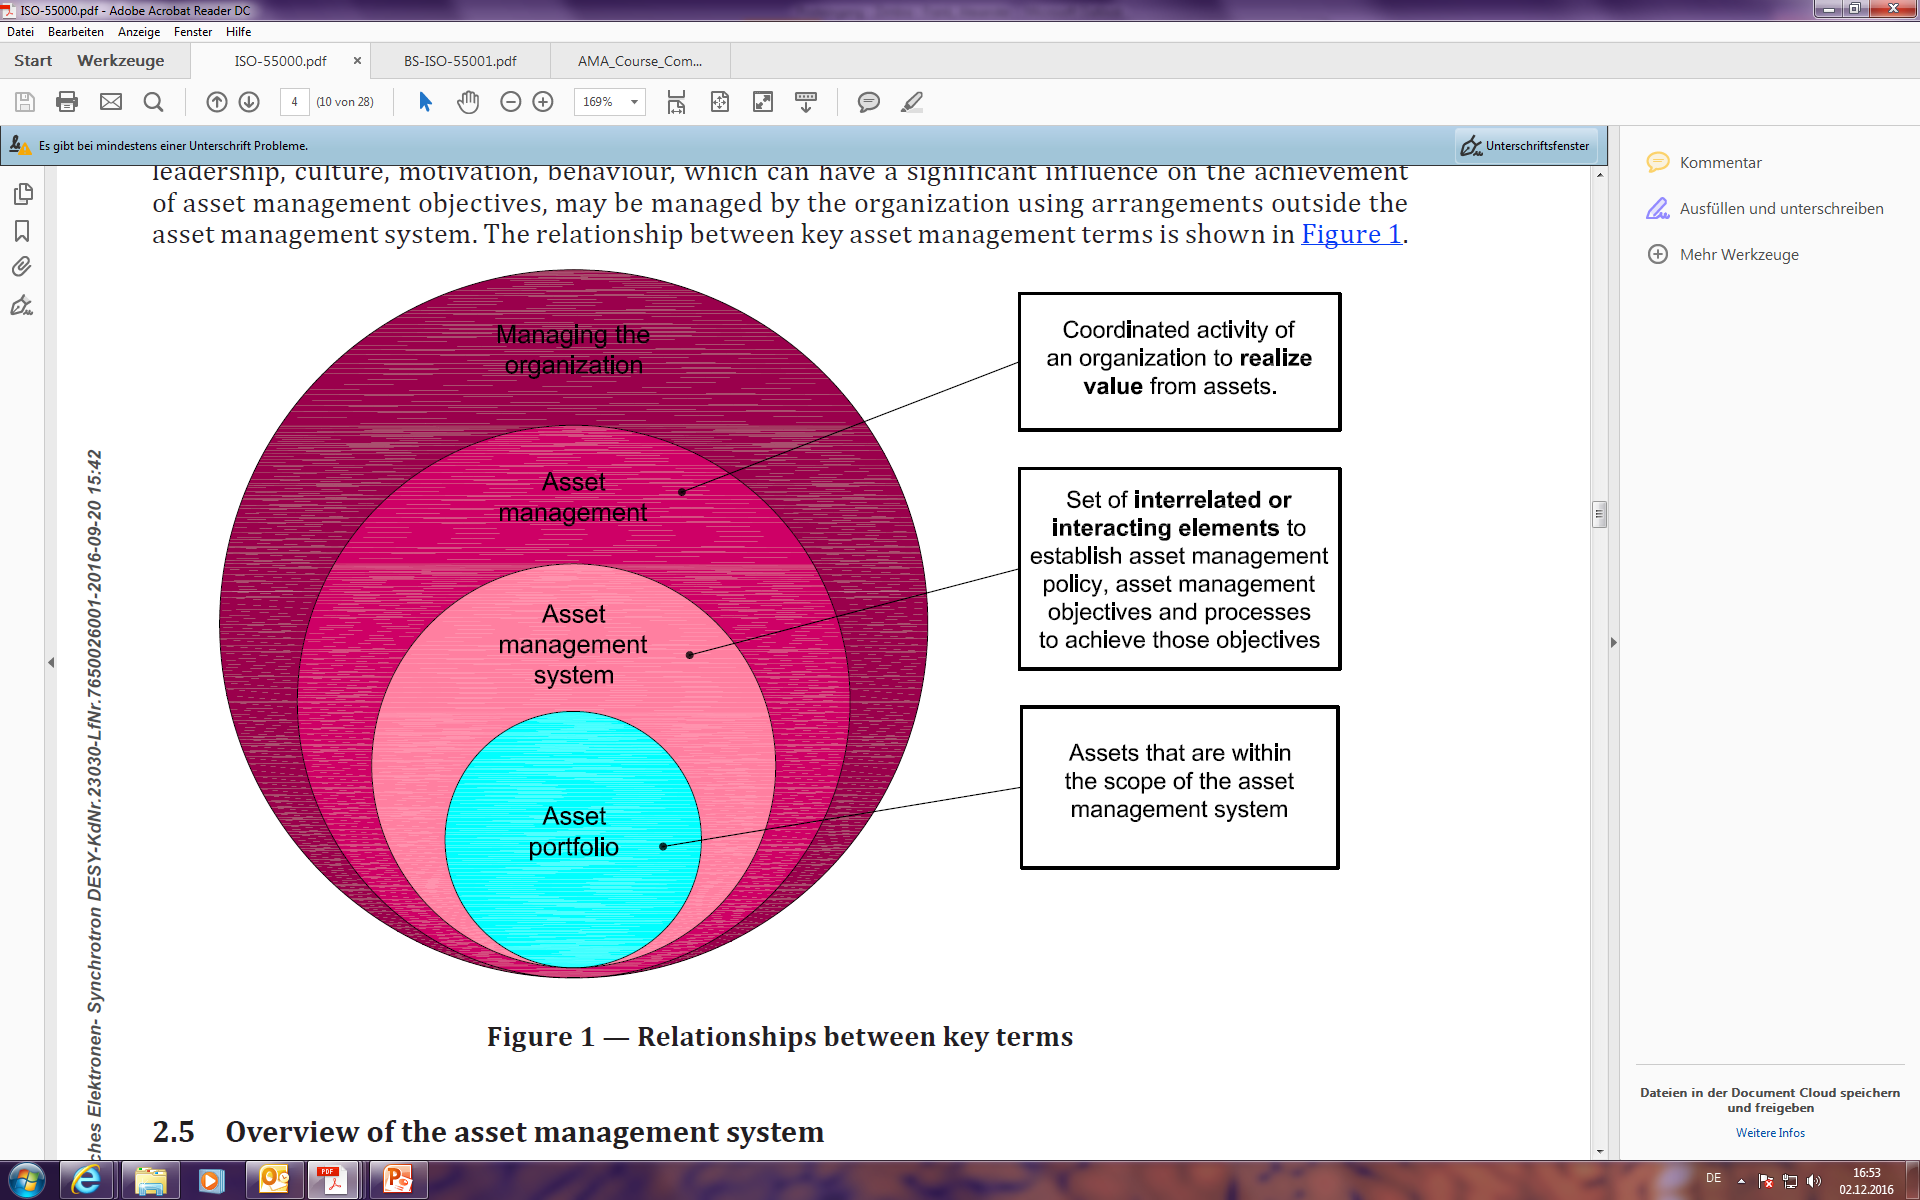 ISO-55000.pdf - Adobe Acrobat Reader DC
Datei Bearbeiten Anzeige Fenster Hilfe
Start Werkzeuge ISO-55000.pdf × BS-ISO-55001.pdf AMA_Course_Com...
4 (10 von 28) 169%
Es gibt bei mindestens einer Unterschrift Probleme. Unterschriftsfenster
Kommentar
Ausfüllen und unterschreiben
Mehr Werkzeuge
leadership, culture, motivation, behaviour, which can have a significant influence on the achievement
of asset management objectives, may be managed by the organization using arrangements outside the
asset management system. The relationship between key asset management terms is shown in Figure 1.
Managing the
organization
Asset
management
Asset
management
system
Asset
portfolio
Coordinated activity of
an organization to realize
value from assets.
Set of interrelated or
interacting elements to
establish asset management
policy, asset management
objectives and processes
to achieve those objectives
Assets that are within
the scope of the asset
management system
Figure 1 — Relationships between key terms
2.5 Overview of the asset management system
ches Elektronen- Synchrotron DESY-KdNr.23030-LfNr.7650026001-2016-09-20 15:42
Dateien in der Document Cloud speichern
und freigeben
Weitere Infos
PDF
DE
16:53
02.12.2016